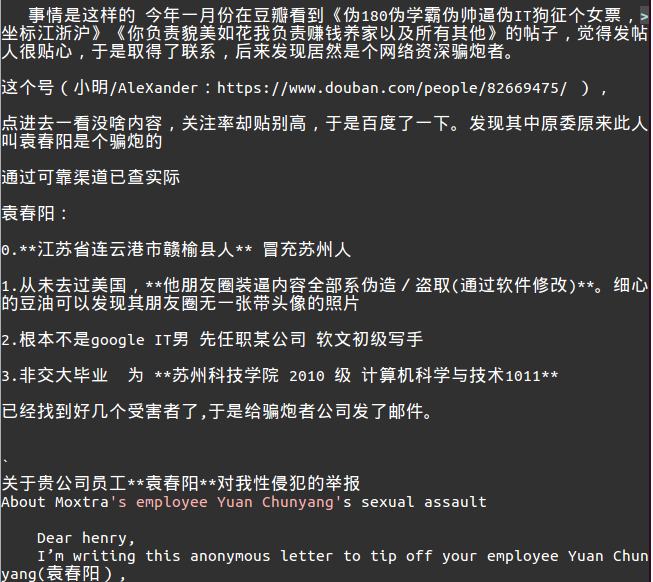 事情是这样的 今年一月份在豆瓣看到《伪180伪学霸伪帅逼伪IT狗征个女票，>
坐标江浙沪》《你负责貌美如花我负责赚钱养家以及所有其他》的帖子，觉得发帖
人很贴心，于是取得了联系，后来发现居然是个网络资深骗炮者。
这个号（小明/AleXander：https://www.douban.com/people/82669475/ ），
点进去一看没啥内容，关注率却贴别高，于是百度了一下。发现其中原委原来此人
叫袁春阳是个骗炮的
通过可靠渠道已查实际
袁春阳：
0.**江苏省连云港市赣榆县人** 冒充苏州人
1.从未去过美国，**他朋友圈装逼内容全部系伪造／盗取(通过软件修改)**。细心
的豆油可以发现其朋友圈无一张带头像的照片
2.根本不是google IT男 先任职某公司 软文初级写手
3.非交大毕业 为 **苏州科技学院 2010 级 计算机科学与技术1011**
已经找到好几个受害者了,于是给骗炮者公司发了邮件。
`
关于贵公司员工**袁春阳**对我性侵犯的举报
About Moxtra's employee Yuan Chunyang's sexual assault
Dear henry,
I’m writing this anonymous letter to tip off your employee Yuan Chun
yang(袁春阳),